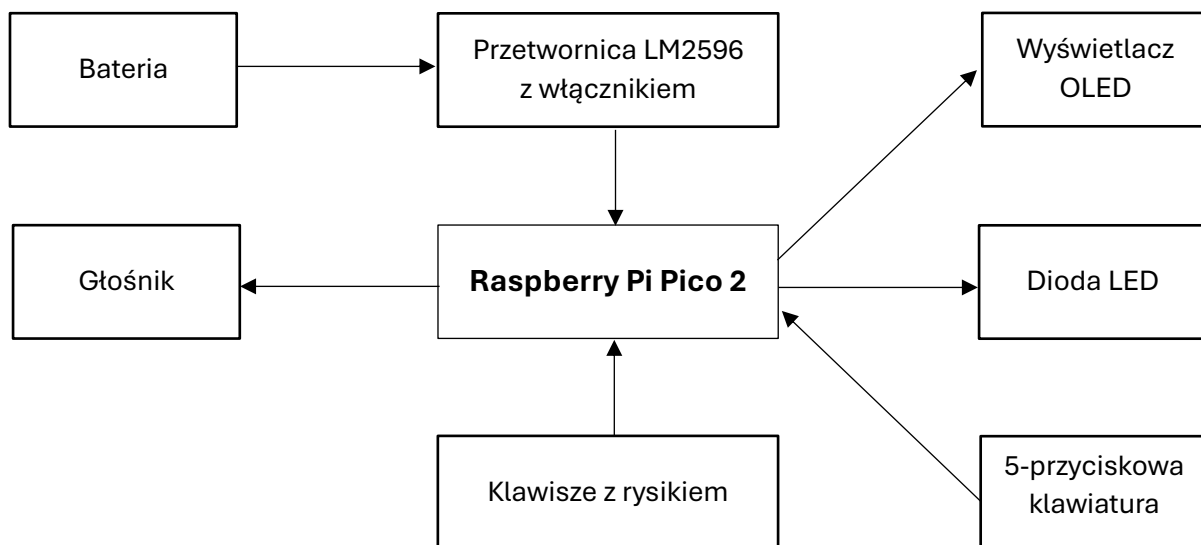 Bateria
Przetwornica LM2596
z włącznikiem
Wyświetlacz
OLED
Głośnik
Raspberry Pi Pico 2
Dioda LED
Klawisze z rysikiem
5-przyciskowa
klawiatura